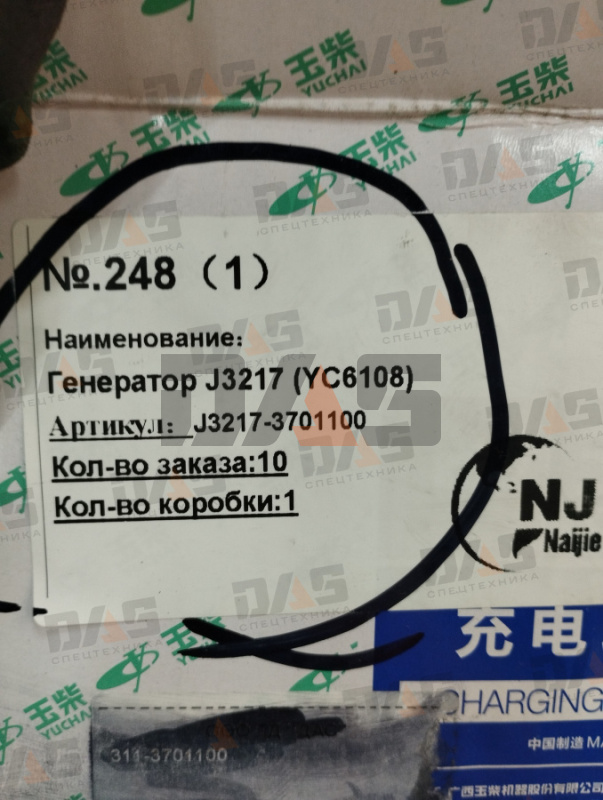 玉柴
YUCHAI
DAS
СПЕЦТЕХНИКА
№.248（1）
Наименование:
Генератор J3217 (YC6108)
Артикул: J3217-3701100
Кол-во заказа:10
Кол-во коробки:1
NJ
Naijie
充电
CHARGING
中国制造 MA
311-3701100
广西玉柴机器股份有限公司